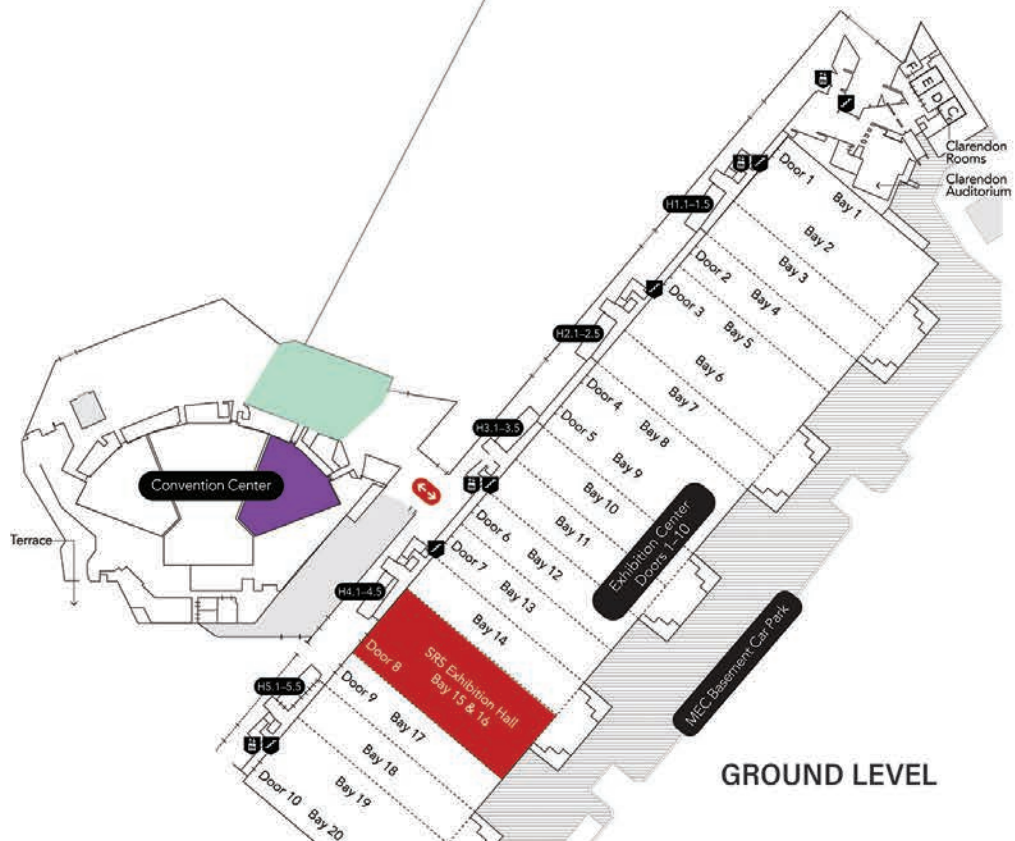 F
E
D
C
Clarendon
Rooms
Clarendon
Auditorium
Door 1
Bay 1
Bay 2
H1.1–1.5
Bay 3
Door 2
Bay 4
Door 3
Bay 5
H2.1–2.5
Bay 6
Bay 7
Door 4
Bay 8
H3.1–3.5
Door 5
Bay 9
Convention Center
Bay 10
Bay 11
Exhibition Center
Doors 1–10
Door 6
Bay 12
Terrace
Door 7
Bay 13
H4.1–4.5
Bay 14
MEC Basement Car Park
SRS Exhibition Hall
Bay 15 & 16
Door 8
H5.1–5.5
Door 9
Bay 17
Bay 18
GROUND LEVEL
Bay 19
Door 10
Bay 20